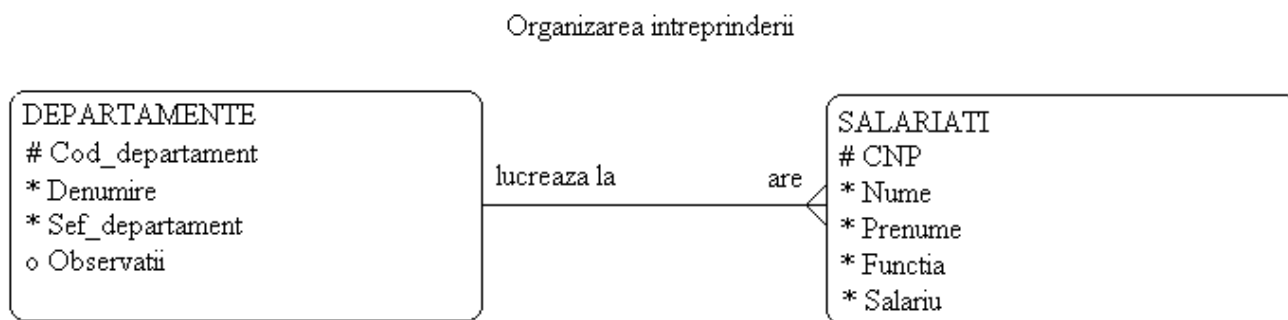 Organizarea intreprinderii
DEPARTAMENTE
# Cod_departament
* Denumire
* Sef_departament
o Observatii
lucreaza la
are
SALARIATI
# CNP
* Nume
* Prenume
* Functia
* Salariu